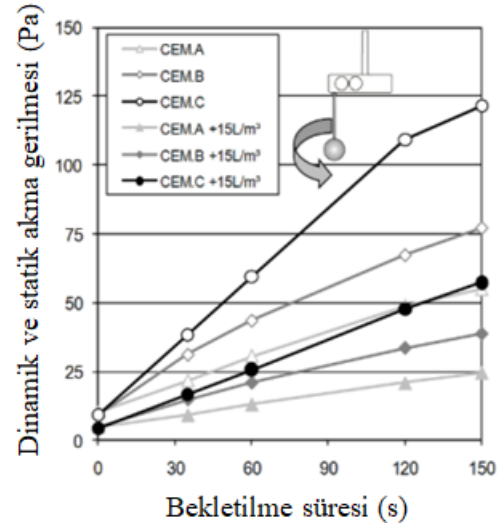 Dinamik ve statik akma gerilmesi (Pa)
150
125
100
75
50
25
0
CEM.A
CEM.B
CEM.C
CEM.A +15L/m³
CEM.B +15L/m³
CEM.C +15L/m³
0 30 60 90 120 150
Bekletilme süresi (s)